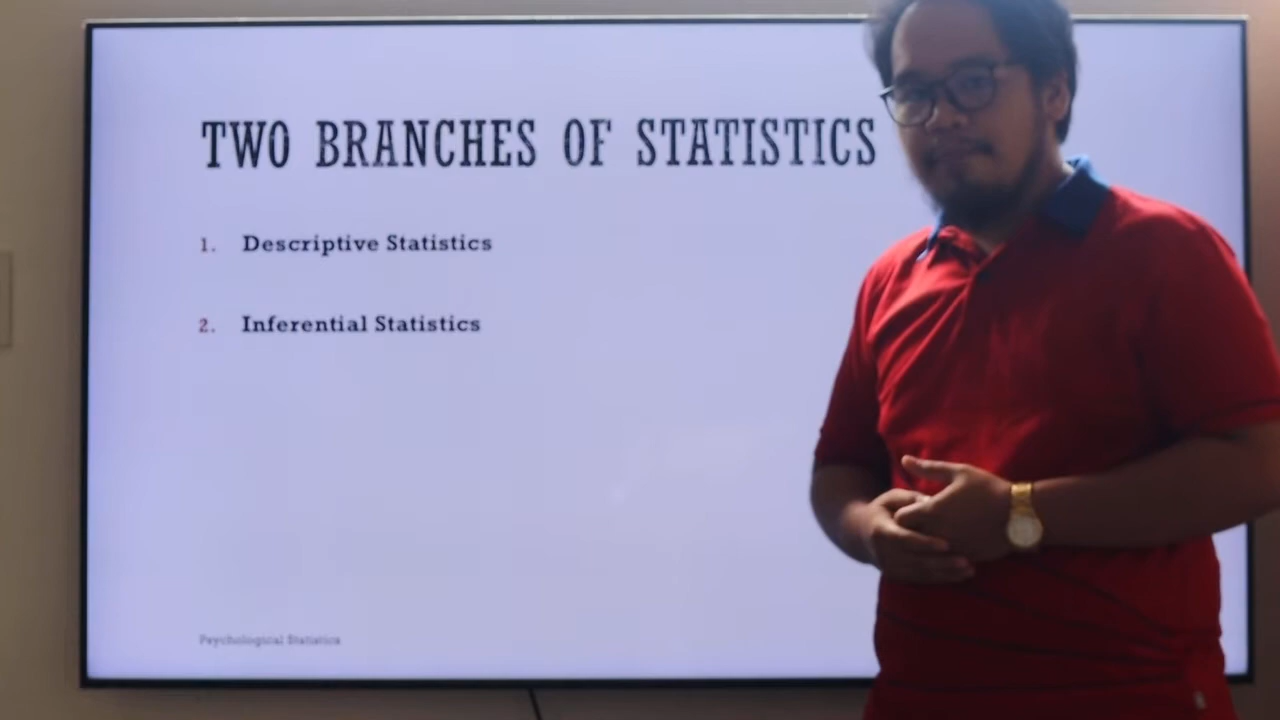 TWO BRANCHES OF STATISTICS
1. Descriptive Statistics
2. Inferential Statistics
Psychological Statistics